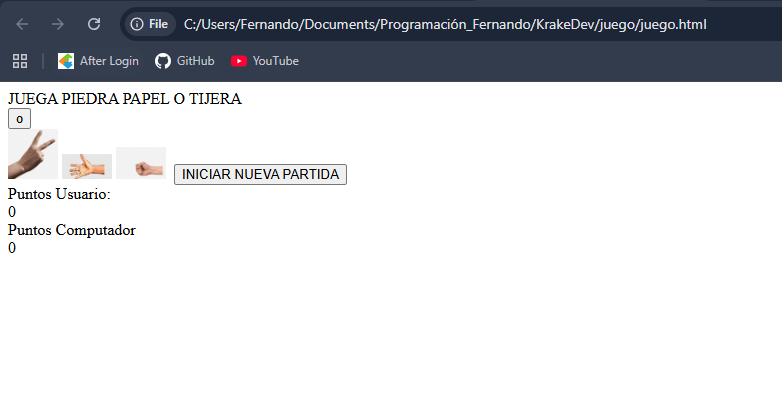 File C:/Users/Fernando/Documents/Programación_Fernando/KrakeDev/juego/juego.html
After Login GitHub YouTube
JUEGA PIEDRA PAPEL O TIJERA
o
INICIAR NUEVA PARTIDA
Puntos Usuario:
0
Puntos Computador
0